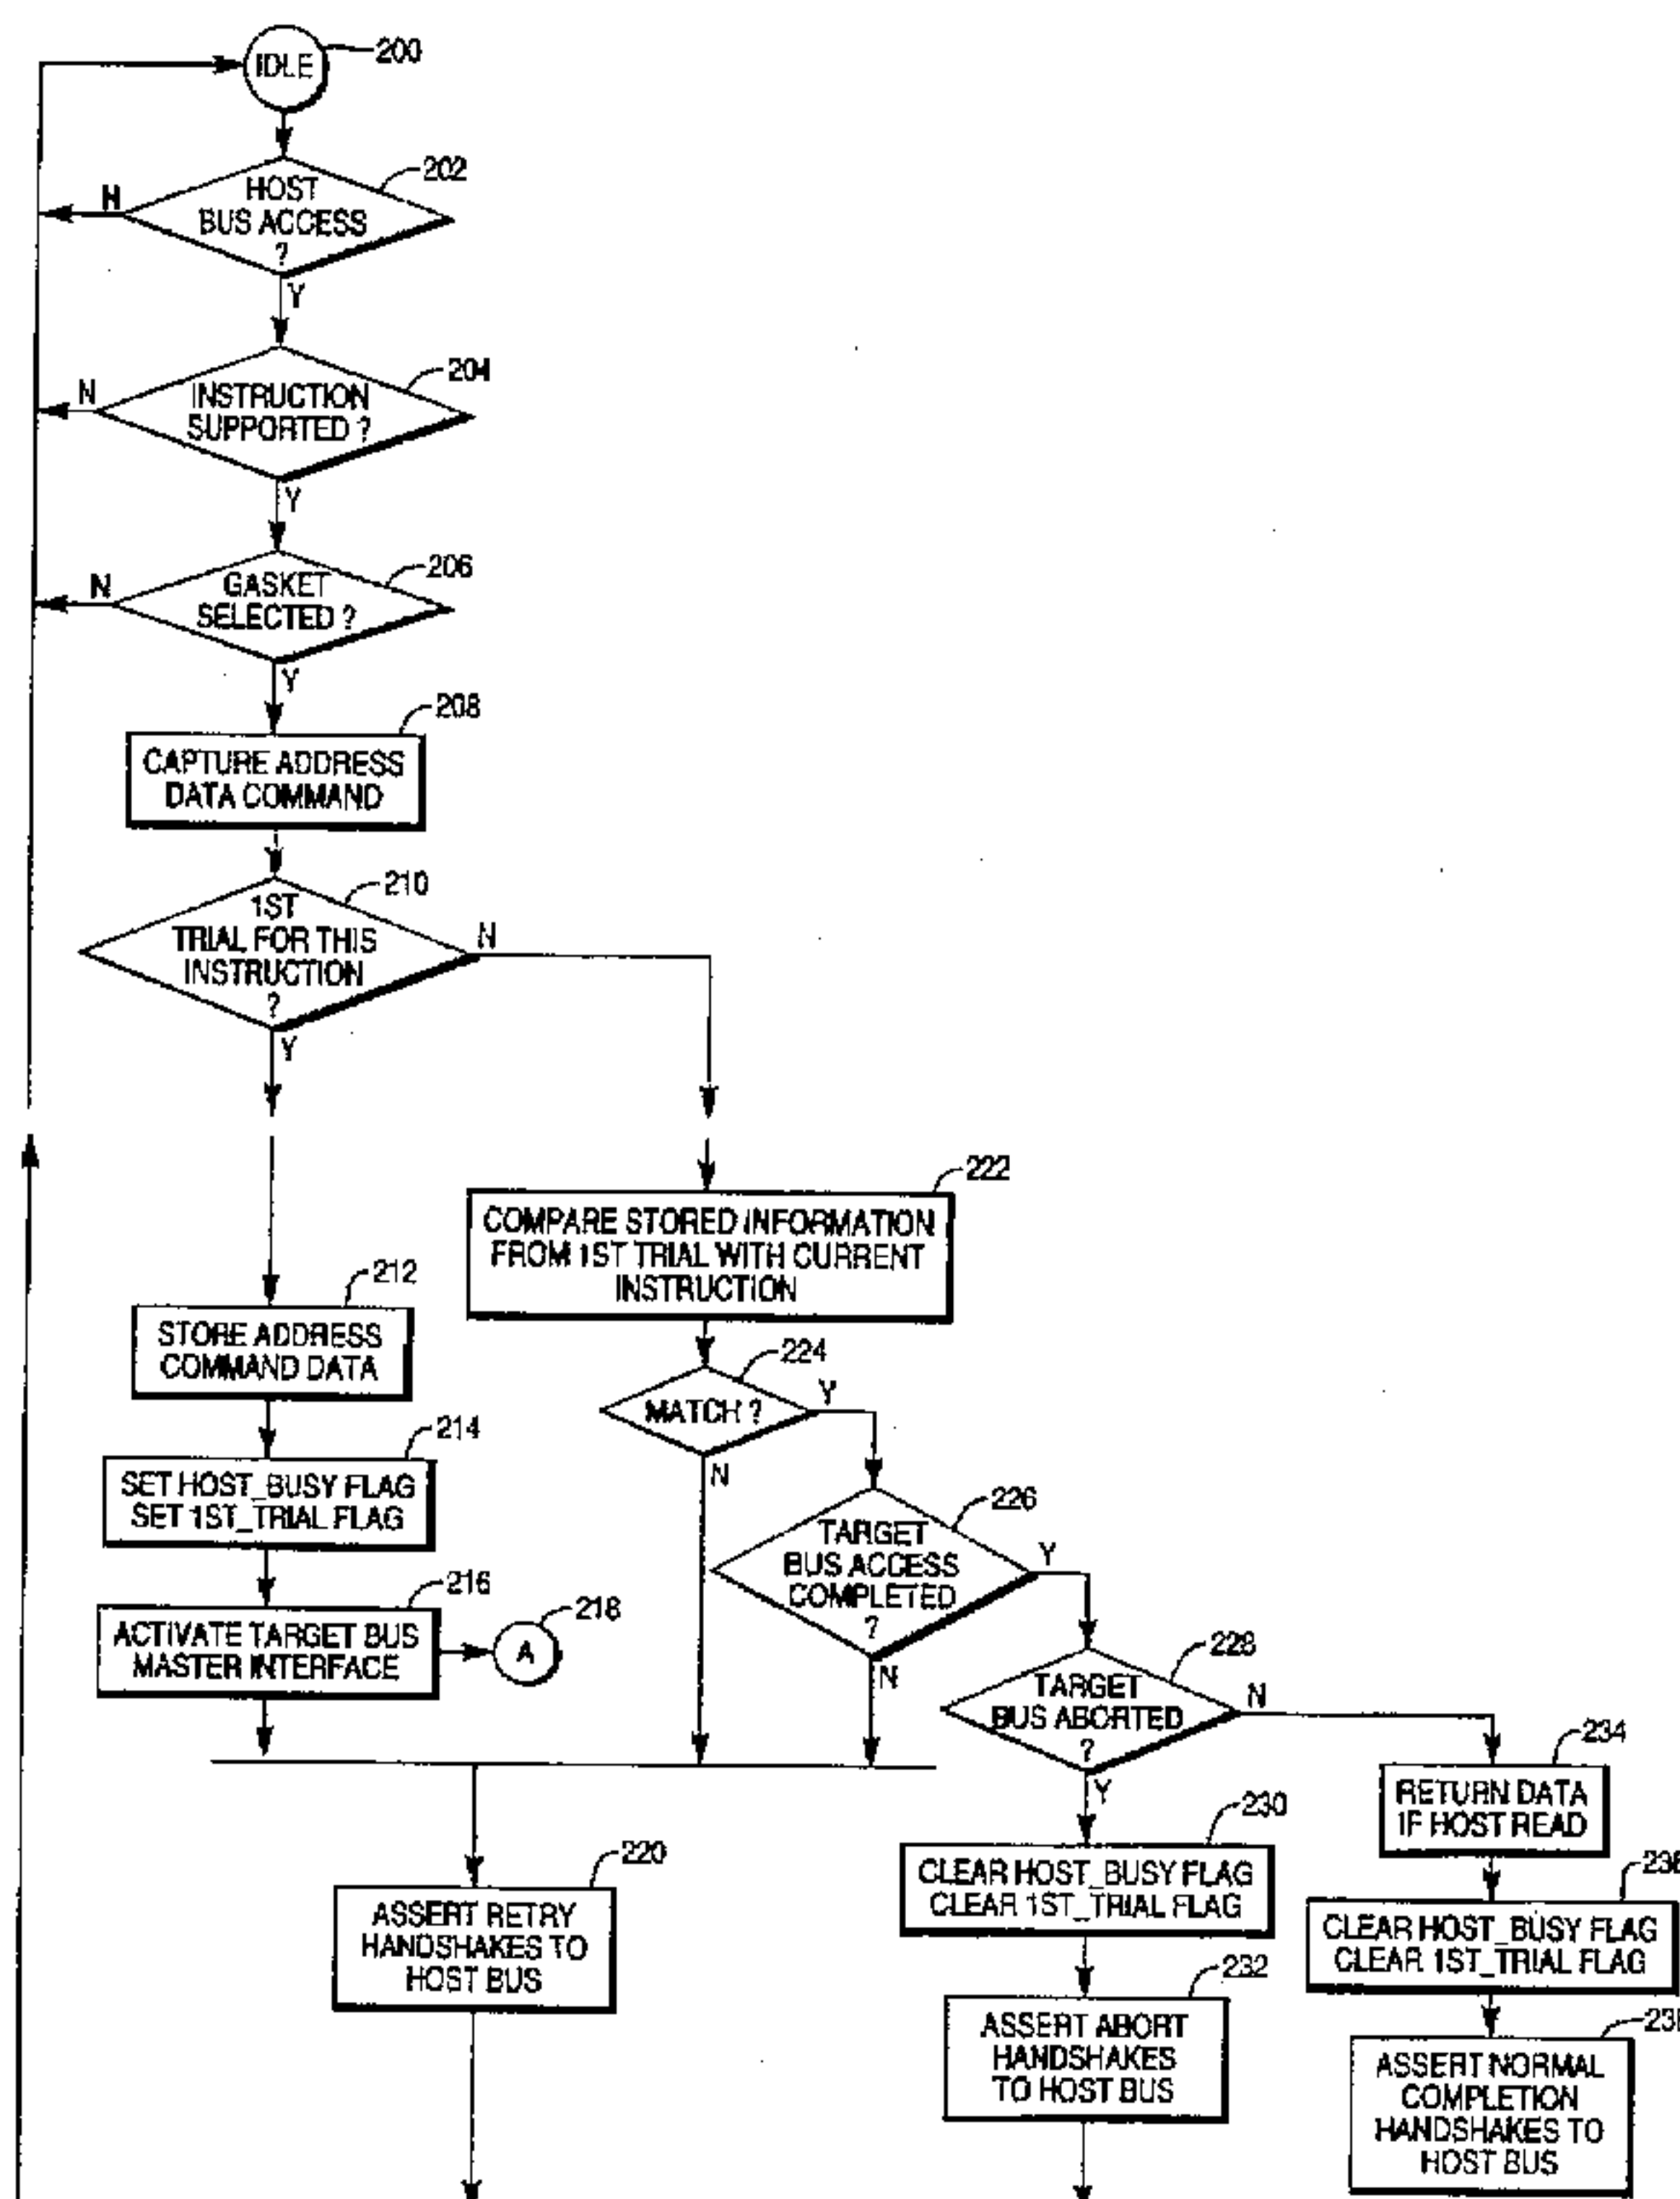 IDLE
200
HOST
BUS ACCESS
?
202
N
Y
INSTRUCTION
SUPPORTED ?
204
N
Y
GASKET
SELECTED ?
206
N
Y
208
CAPTURE ADDRESS
DATA COMMAND
210
1ST
TRIAL FOR THIS
INSTRUCTION
?
N
Y
222
COMPARE STORED INFORMATION
FROM 1ST TRIAL WITH CURRENT
INSTRUCTION
212
STORE ADDRESS
COMMAND DATA
224
MATCH ?
Y
N
214
SET HOST_BUSY FLAG
SET 1ST_TRIAL FLAG
226
TARGET
BUS ACCESS
COMPLETED
?
Y
N
216
ACTIVATE TARGET BUS
MASTER INTERFACE
218
A
228
TARGET
BUS ABORTED
?
N
Y
234
RETURN DATA
IF HOST READ
230
CLEAR HOST_BUSY FLAG
CLEAR 1ST_TRIAL FLAG
220
ASSERT RETRY
HANDSHAKES TO
HOST BUS
CLEAR HOST_BUSY FLAG
CLEAR 1ST_TRIAL FLAG
232
ASSERT ABORT
HANDSHAKES
TO HOST BUS
ASSERT NORMAL
COMPLETION
HANDSHAKES TO
HOST BUS